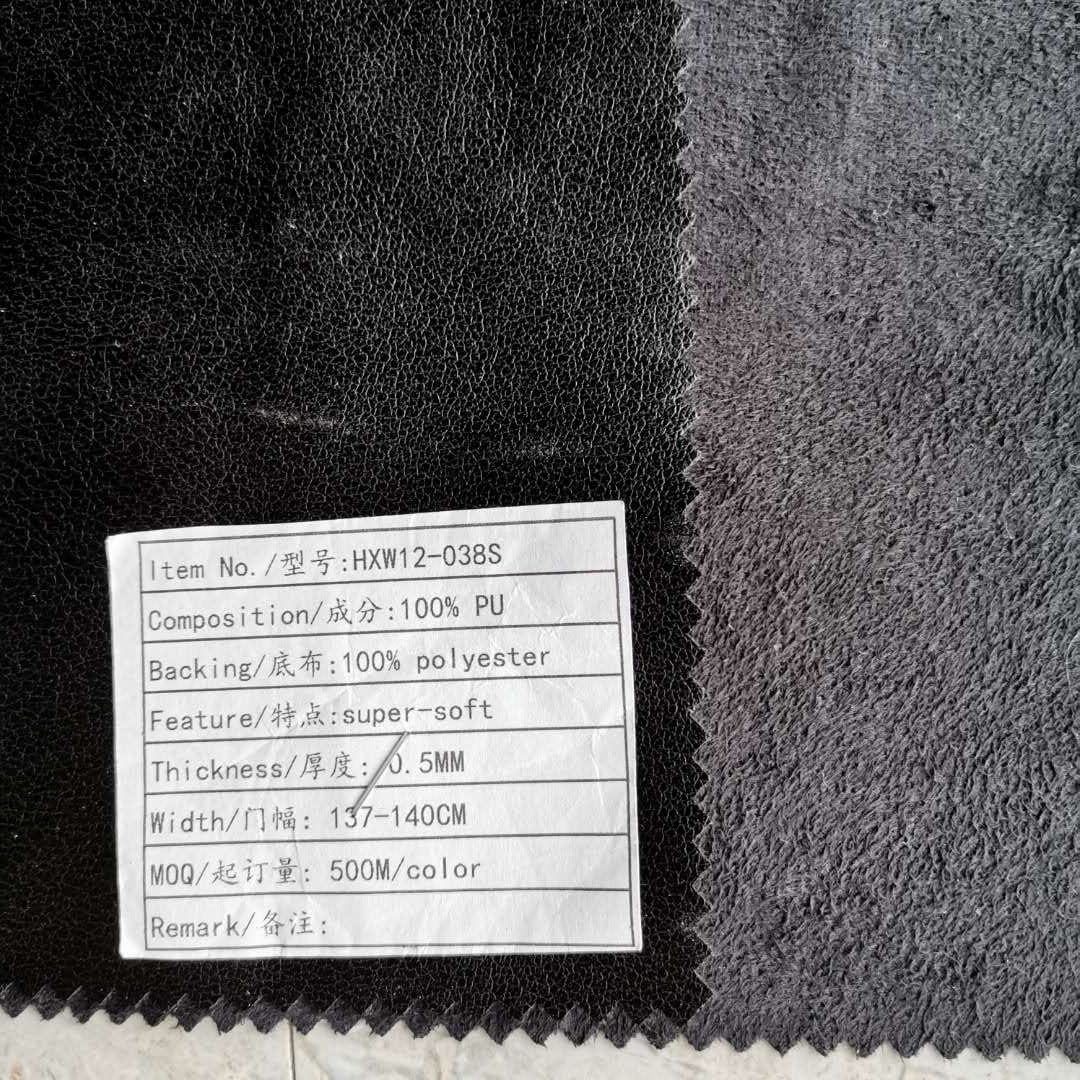 Item No./型号:HXW12-038S
Composition/成分:100% PU
Backing/底布:100% polyester
Feature/特点:super-soft
Thickness/厚度: 0.5MM
Width/门幅: 137-140CM
MOQ/起订量: 500M/color
Remark/备注: